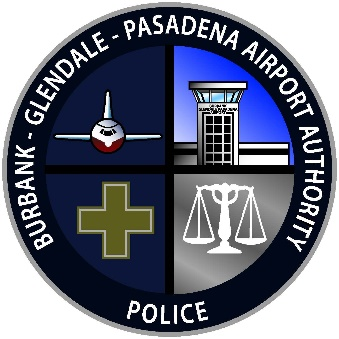 BURBANK - GLENDALE - PASADENA AIRPORT AUTHORITY
POLICE